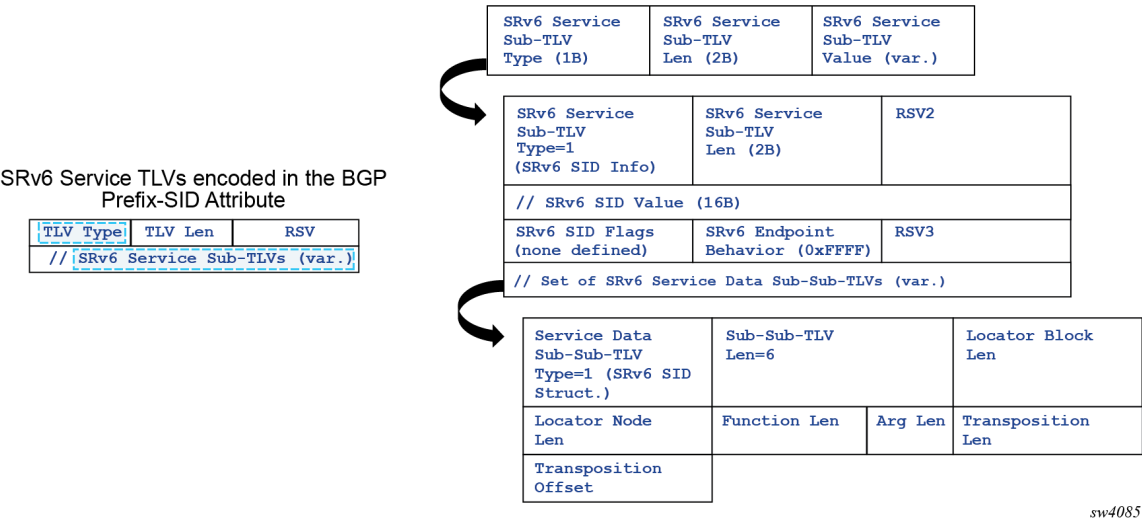 SRv6 Service
Sub-TLV
Type (1B)
SRv6 Service
Sub-TLV
Len (2B)
SRv6 Service
Sub-TLV
Value (var.)
SRv6 Service
Sub-TLV
Type=1
(SRv6 SID Info)
SRv6 Service
Sub-TLV
Len (2B)
RSV2
// SRv6 SID Value (16B)
SRv6 SID Flags
(none defined)
SRv6 Endpoint
Behavior (0xFFFF)
RSV3
// Set of SRv6 Service Data Sub-Sub-TLVs (var.)
SRv6 Service TLVs encoded in the BGP
Prefix-SID Attribute
TLV Type
TLV Len
RSV
// SRv6 Service Sub-TLVs (var.)
Service Data
Sub-Sub-TLV
Type=1 (SRv6 SID
Struct.)
Sub-Sub-TLV
Len=6
Locator Block
Len
Locator Node
Len
Function Len
Arg Len
Transposition
Len
Transposition
Offset
sw4085